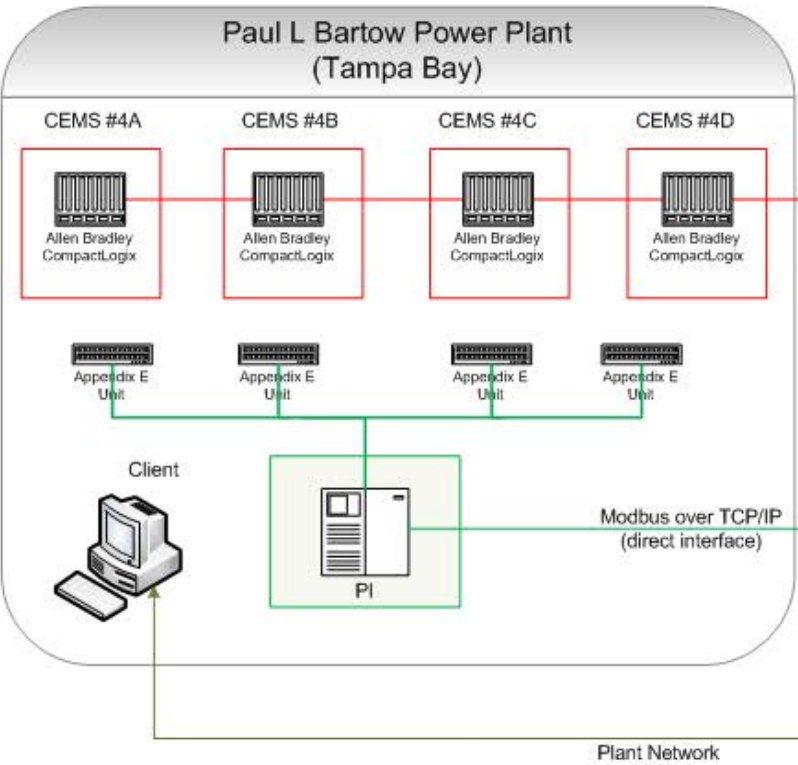 Paul L Bartow Power Plant
(Tampa Bay)
CEMS #4A
CEMS #4B
CEMS #4C
CEMS #4D
Allen Bradley
CompactLogix
Allen Bradley
CompactLogix
Allen Bradley
CompactLogix
Allen Bradley
CompactLogix
Appendix E
Unit
Appendix E
Unit
Appendix E
Unit
Appendix E
Unit
Client
PI
Modbus over TCP/IP
(direct interface)
Plant Network